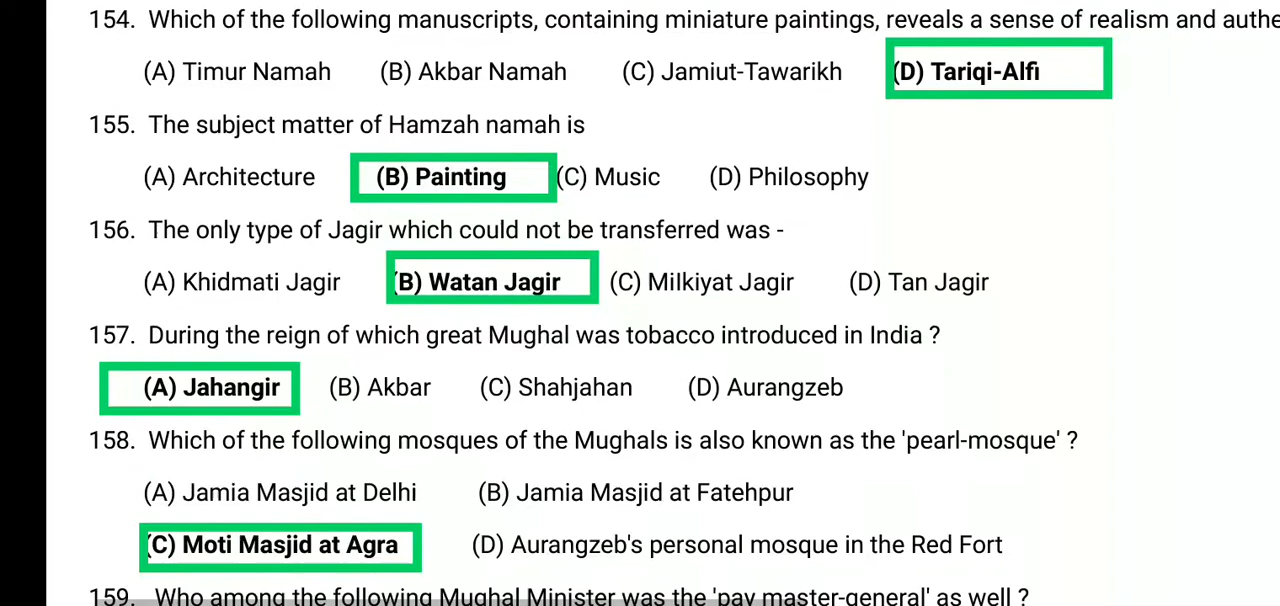 154. Which of the following manuscripts, containing miniature paintings, reveals a sense of realism and authe
(A) Timur Namah (B) Akbar Namah (C) Jamiut-Tawarikh (D) Tariqi-Alfi
155. The subject matter of Hamzah namah is
(A) Architecture (B) Painting (C) Music (D) Philosophy
156. The only type of Jagir which could not be transferred was -
(A) Khidmati Jagir (B) Watan Jagir (C) Milkiyat Jagir (D) Tan Jagir
157. During the reign of which great Mughal was tobacco introduced in India ?
(A) Jahangir (B) Akbar (C) Shahjahan (D) Aurangzeb
158. Which of the following mosques of the Mughals is also known as the 'pearl-mosque' ?
(A) Jamia Masjid at Delhi (B) Jamia Masjid at Fatehpur
(C) Moti Masjid at Agra (D) Aurangzeb's personal mosque in the Red Fort
159. Who among the following Mughal Minister was the 'pay master-general' as well ?